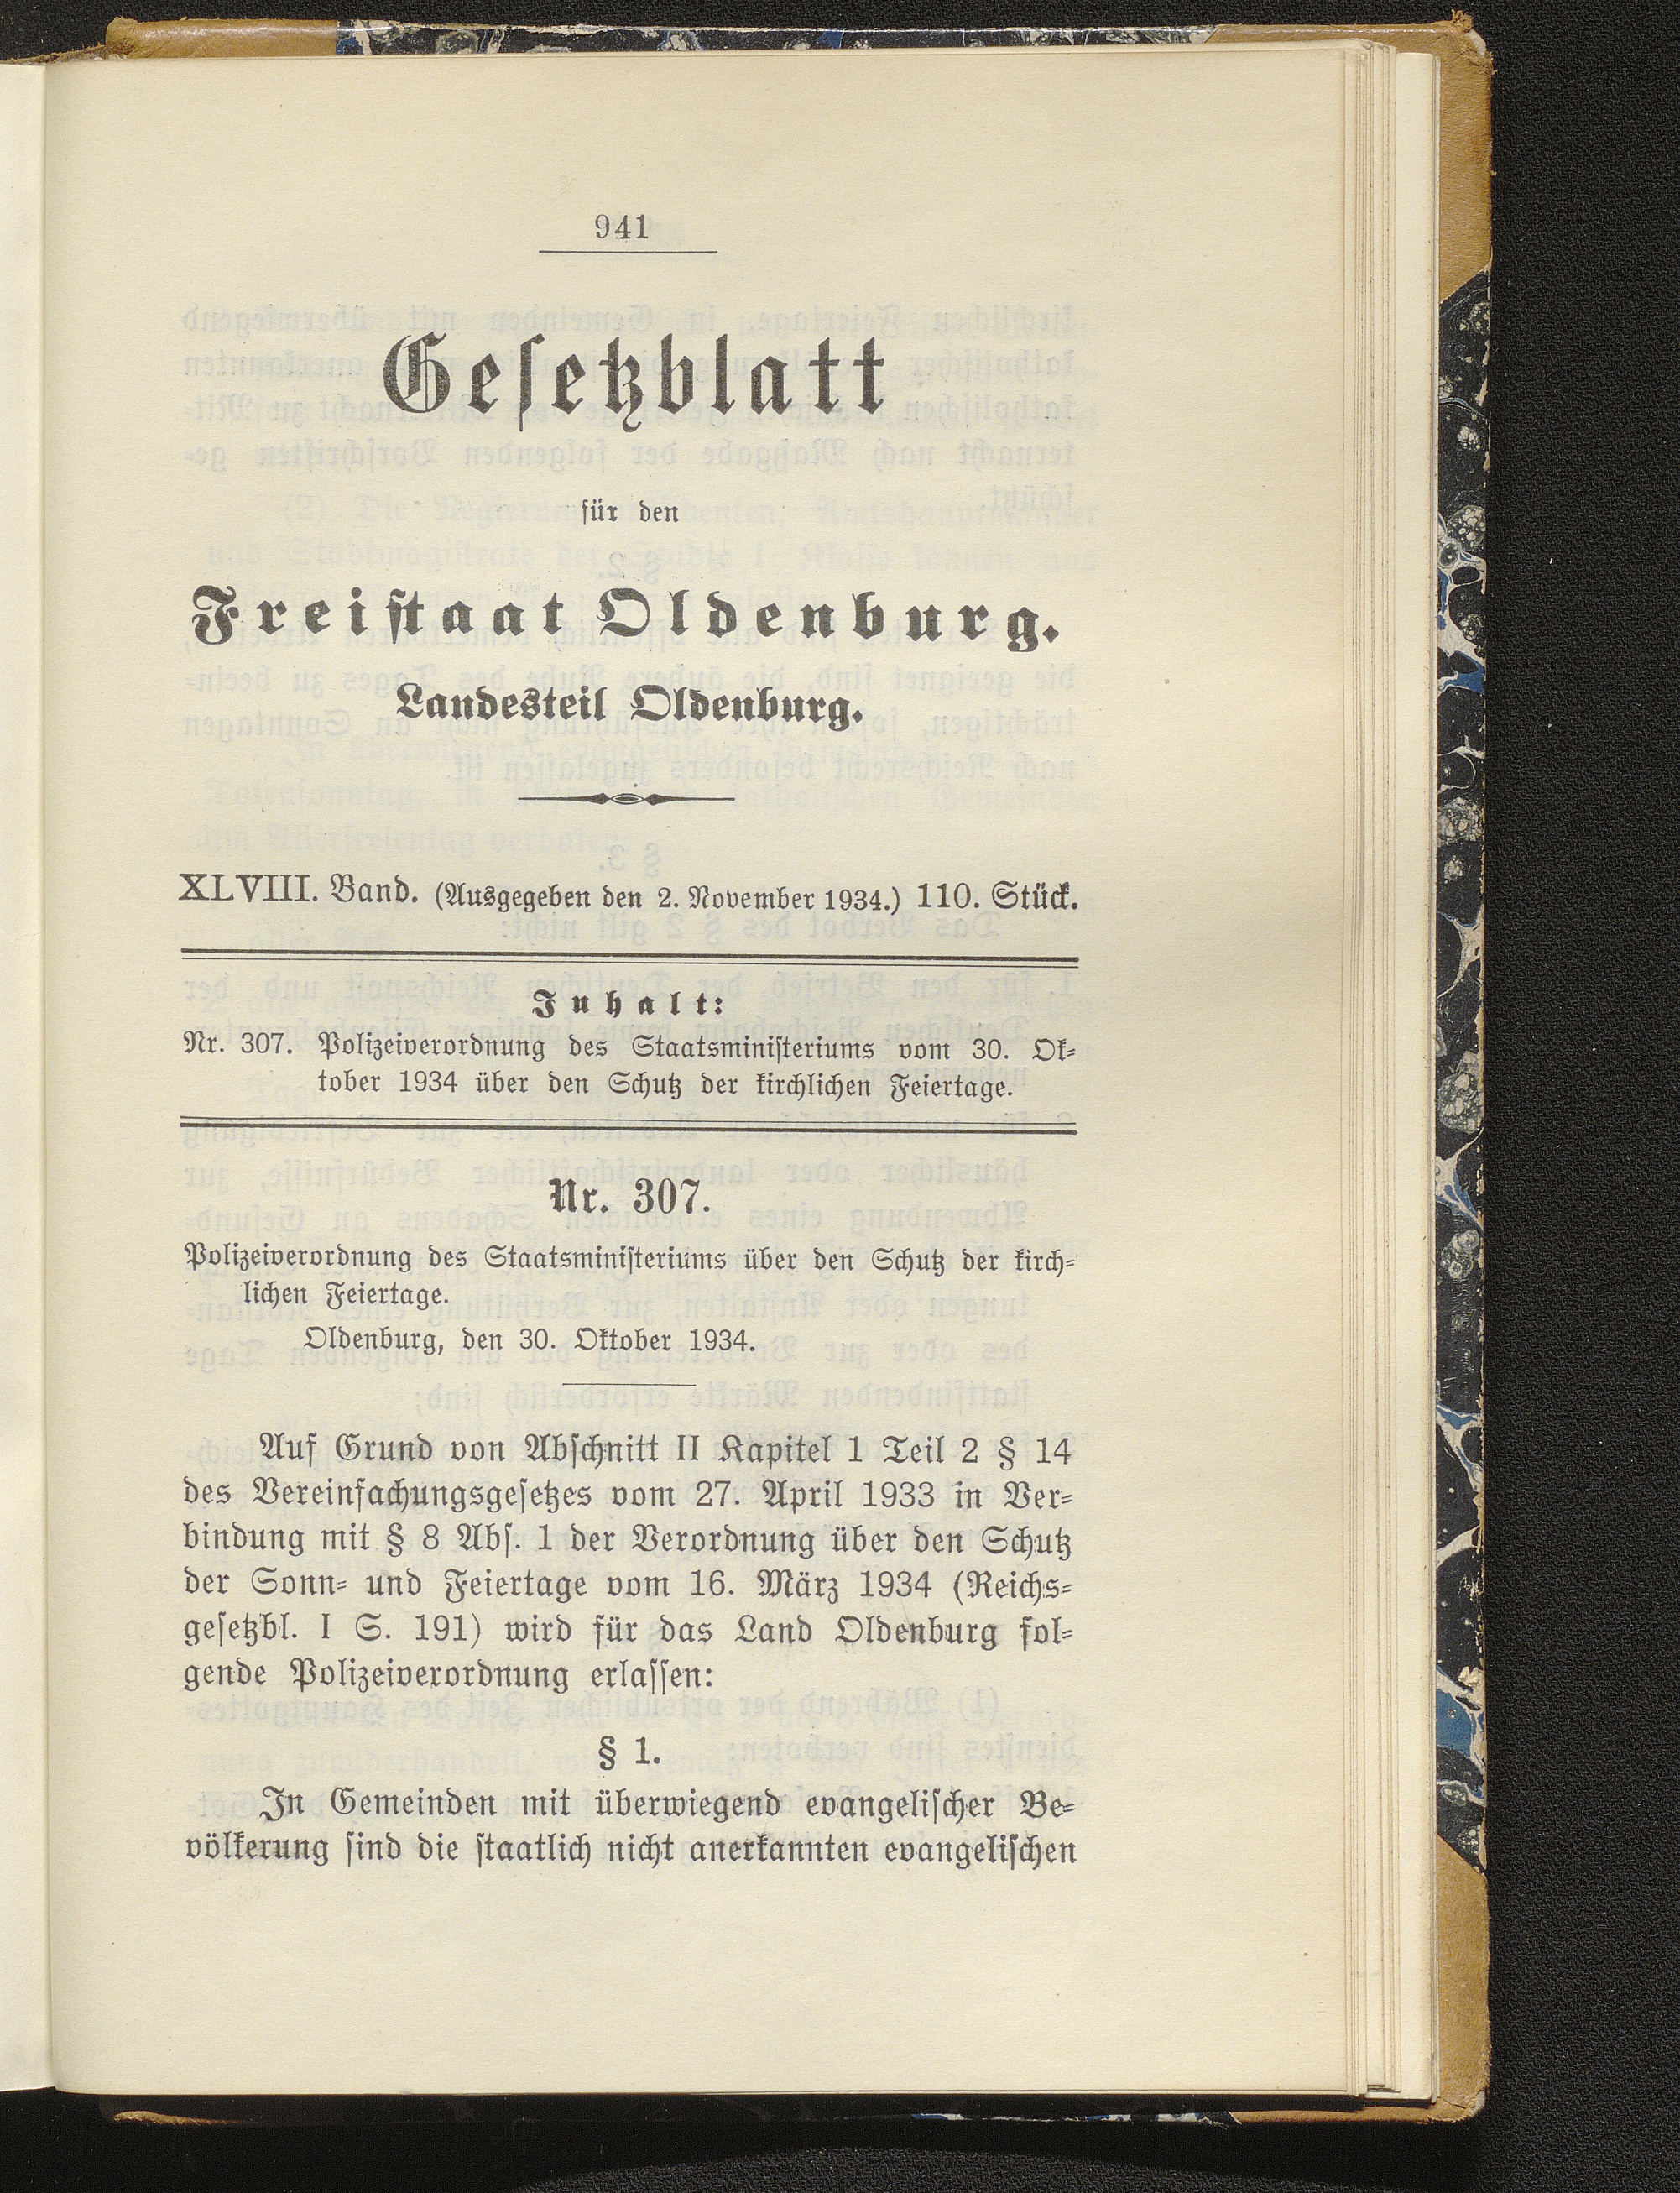 941
Gesetzblatt
für den
Freistaat Oldenburg.
Landesteil Oldenburg.
XLVIII. Band. (Ausgegeben den 2. November 1934.) 110. Stück.
Inhalt:
Nr. 307. Polizeiverordnung des Staatsministeriums vom 30. Ok-
tober 1934 über den Schutz der kirchlichen Feiertage.
Nr. 307.
Polizeiverordnung des Staatsministeriums über den Schutz der kirch-
lichen Feiertage.
Oldenburg, den 30. Oktober 1934.
Auf Grund von Abschnitt II Kapitel 1 Teil 2 § 14
des Vereinfachungsgesetzes vom 27. April 1933 in Ver-
bindung mit § 8 Abs. 1 der Verordnung über den Schutz
der Sonn- und Feiertage vom 16. März 1934 (Reichs-
gesetzbl. I S. 191) wird für das Land Oldenburg fol-
gende Polizeiverordnung erlassen:
§ 1.
In Gemeinden mit überwiegend evangelischer Be-
völkerung sind die staatlich nicht anerkannten evangelischen